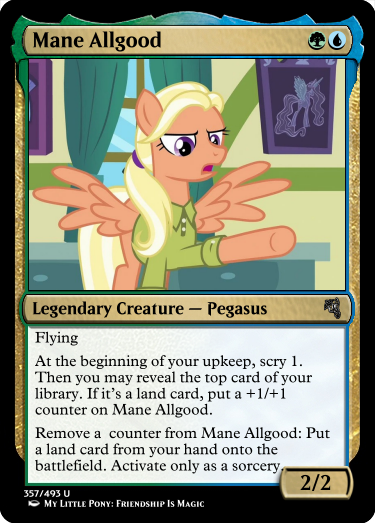 Mane Allgood
Legendary Creature — Pegasus
Flying
At the beginning of your upkeep, scry 1.
Then you may reveal the top card of your
library. If it's a land card, put a +1/+1
counter on Mane Allgood.
Remove a  counter from Mane Allgood: Put
a land card from your hand onto the
battlefield. Activate only as a sorcery.
2/2
357/493 U
My Little Pony: Friendship Is Magic